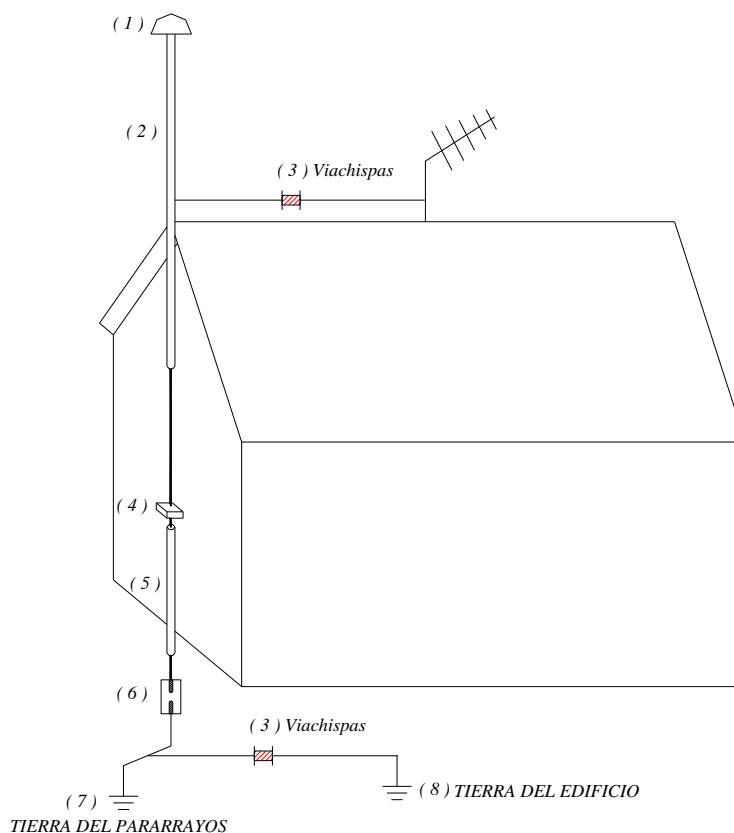 ( 1 )
( 2 )
( 3 ) Viachispas
( 4 )
( 5 )
( 6 )
( 3 ) Viachispas
( 8 ) TIERRA DEL EDIFICIO
( 7 )
TIERRA DEL PARARRAYOS